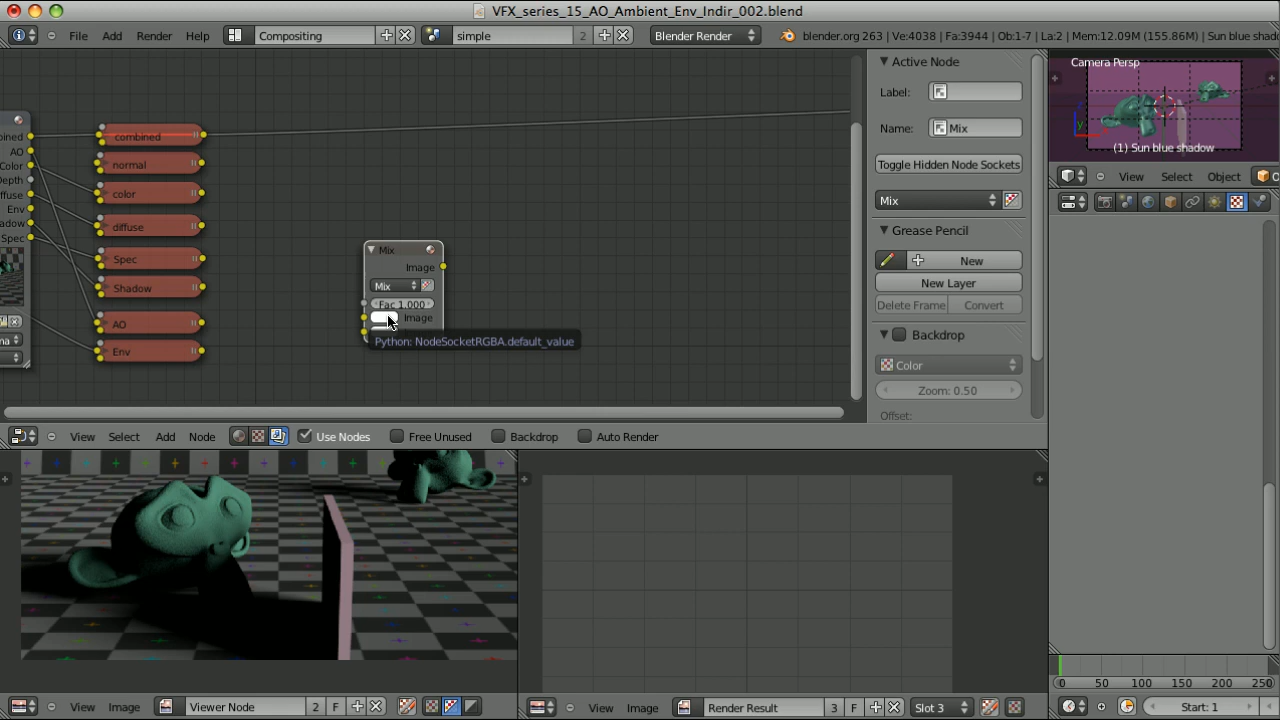 VFX_series_15_AO_Ambient_Env_Indir_002.blend
File Add Render Help Compositing simple 2 Blender Render blender.org 263 | Ve:4038 | Fa:3944 | Ob:1-7 | La:2 | Mem:12.09M (155.86M) | Sun blue shado
Active Node
Label:
Name: Mix
Toggle Hidden Node Sockets
Mix
Grease Pencil
New
New Layer
Delete Frame Convert
Backdrop
Color
Zoom: 0.50
Offset:
Camera Persp
(1) Sun blue shadow
View Select Object
AO
Color
Depth
Env
Spec
combined
normal
color
diffuse
Spec
Shadow
AO
Env
Mix
Image
Mix
Fac 1.000
Image
Python: NodeSocketRGBA.default_value
View Select Add Node Use Nodes Free Unused Backdrop Auto Render
View Image Viewer Node 2 F
View Image Render Result 3 F Slot 3
0 50 100 150 200 250
Start: 1